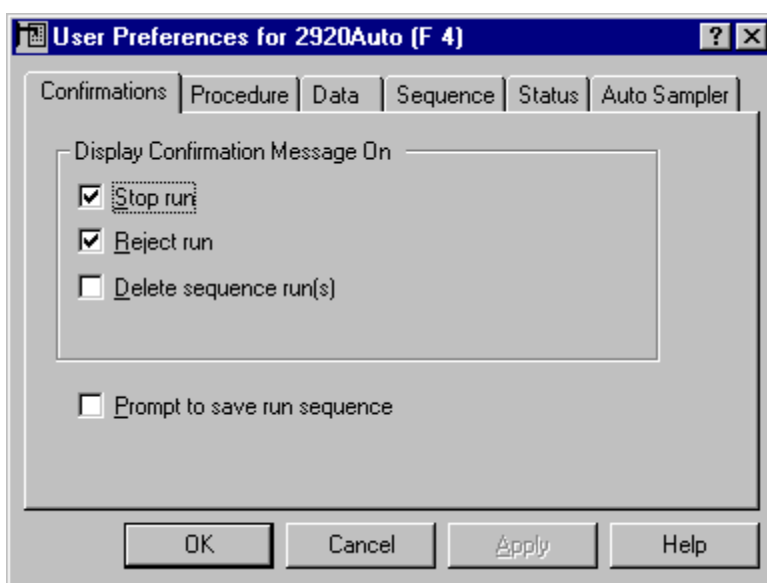 User Preferences for 2920Auto (F 4)
Confirmations Procedure Data Sequence Status Auto Sampler
Display Confirmation Message On
Stop run
Reject run
Delete sequence run(s)
Prompt to save run sequence
OK Cancel Apply Help